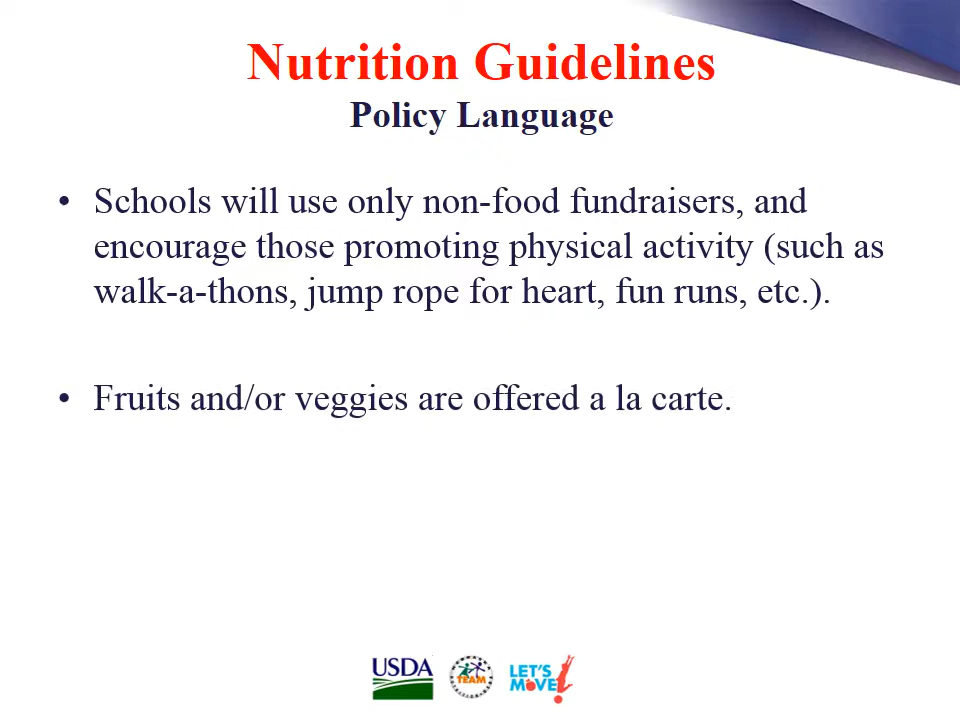 Nutrition Guidelines
Policy Language
• Schools will use only non-food fundraisers, and
encourage those promoting physical activity (such as
walk-a-thons, jump rope for heart, fun runs, etc.).
• Fruits and/or veggies are offered a la carte.
USDA
TEAM
LET'S
MOVE!